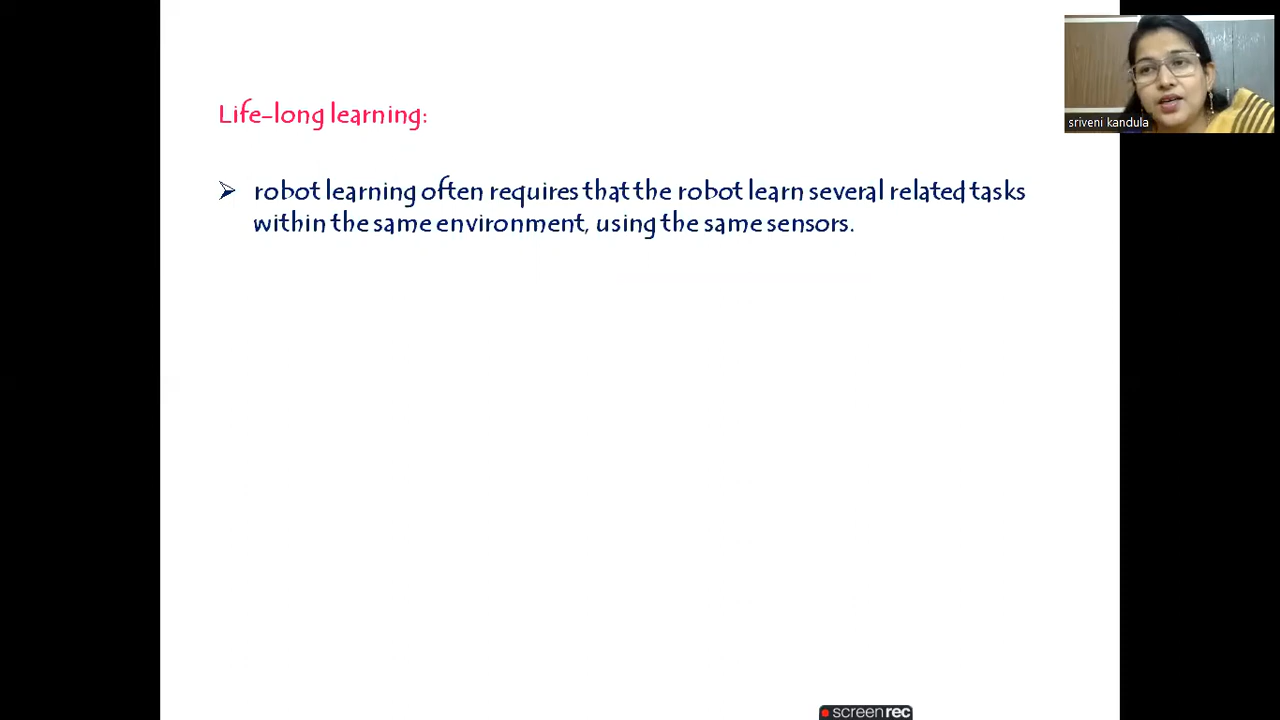 Life-long learning:
➢ robot learning often requires that the robot learn several related tasks
within the same environment, using the same sensors.
sriveni kandula
screenrec